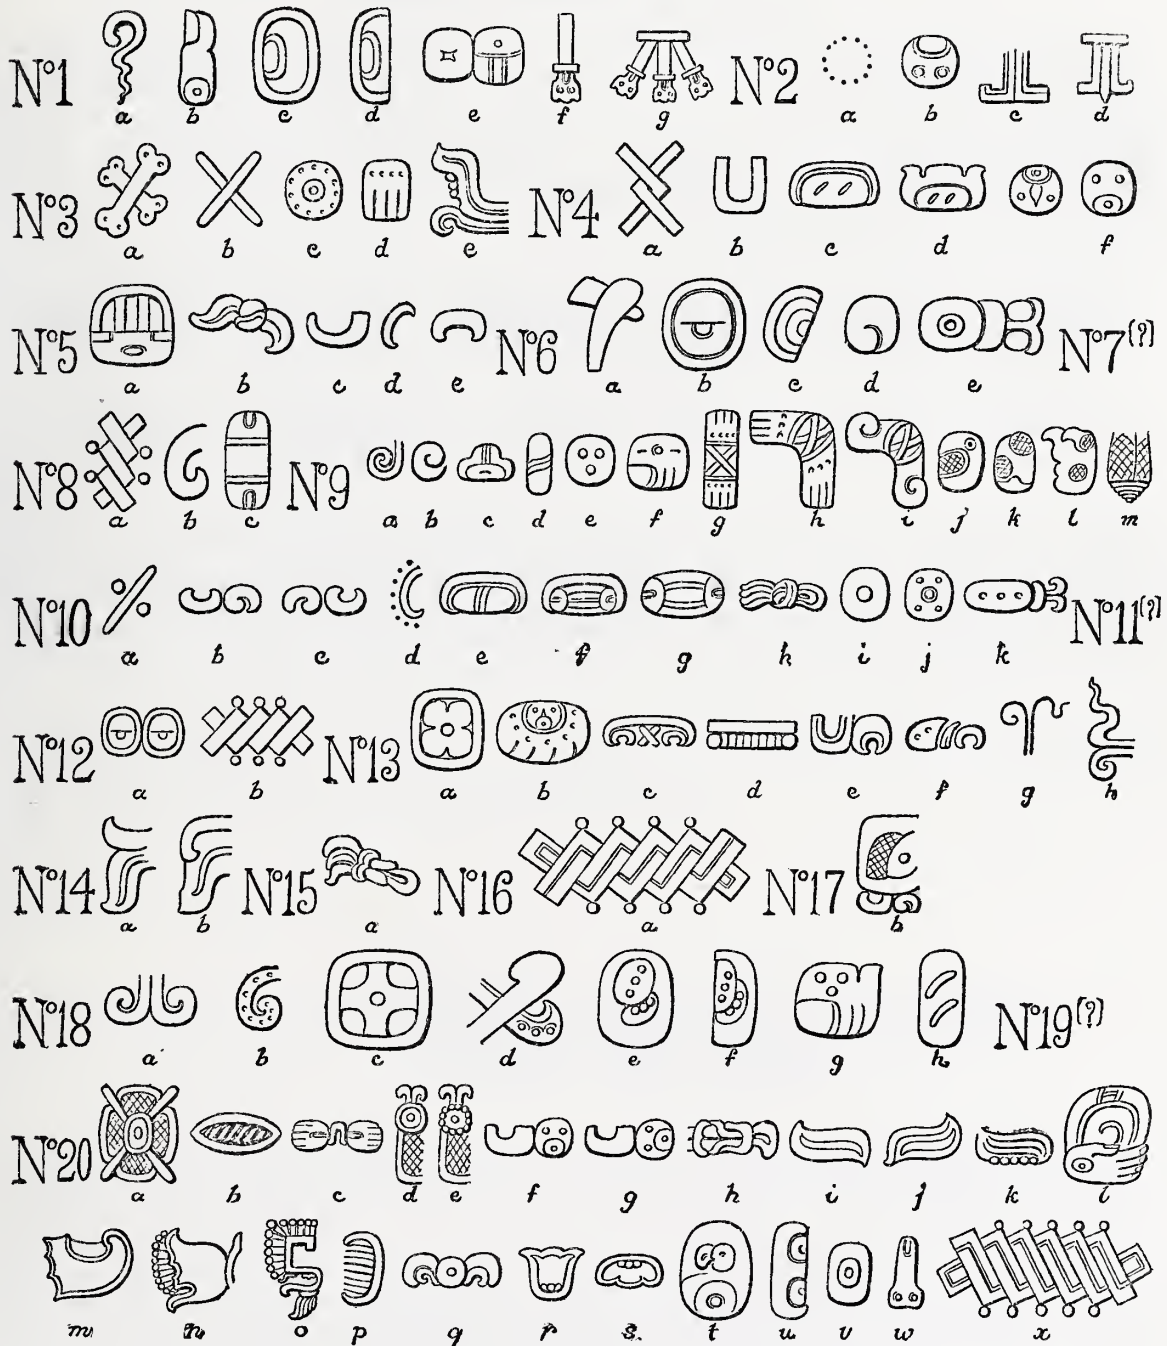 Nº1 a b c d e f g Nº2 a b c d
Nº3 a b c d e Nº4 a b c d f
Nº5 a b c d e Nº6 a b c d e Nº7(?)
Nº8 a b c Nº9 a b c d e f g h i j k l m
Nº10 a b c d e f g h i j k Nº11(?)
Nº12 a b Nº13 a b c d e f g h
Nº14 a b Nº15 a Nº16 a Nº17 b
Nº18 a b c d e f g h Nº19(?)
Nº20 a b c d e f g h i j k l
m n o p q r s t u v w x